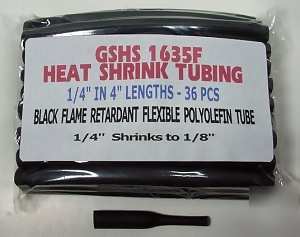 GSHS 1635F
HEAT SHRINK TUBING
1/4" IN 4" LENGTHS - 36 PCS
BLACK FLAME RETARDANT FLEXIBLE POLYOLEFIN TUBE
1/4" Shrinks to 1/8"